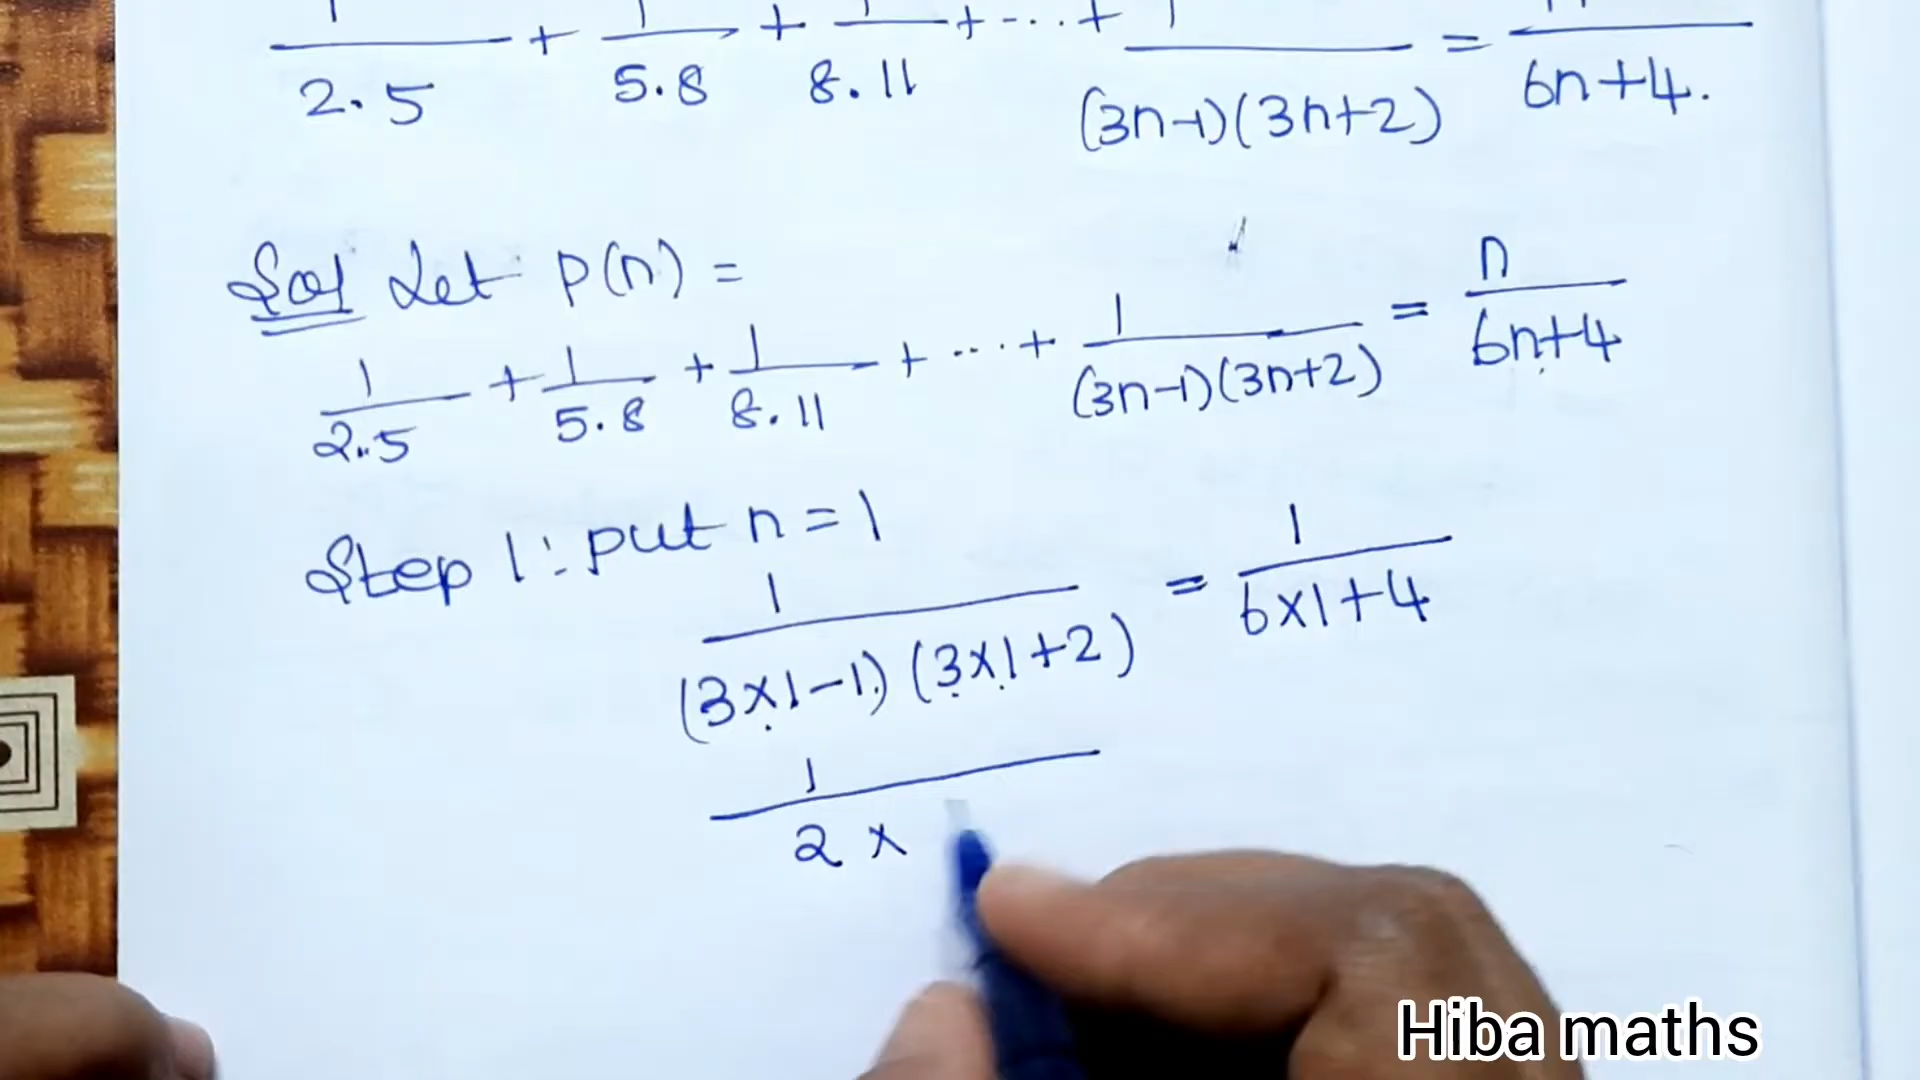 1/2.5 + 1/5.8 + 1/8.11 + --.. + 1/(3n-1)(3n+2) = n/6n+4.
Sol Let P(n) =
1/2.5 + 1/5.8 + 1/8.11 + ... + 1/(3n-1)(3n+2) = n/6n+4
Step 1: put n = 1
1/(3x1-1)(3x1+2) = 1/6x1+4
1/2x
Hiba maths